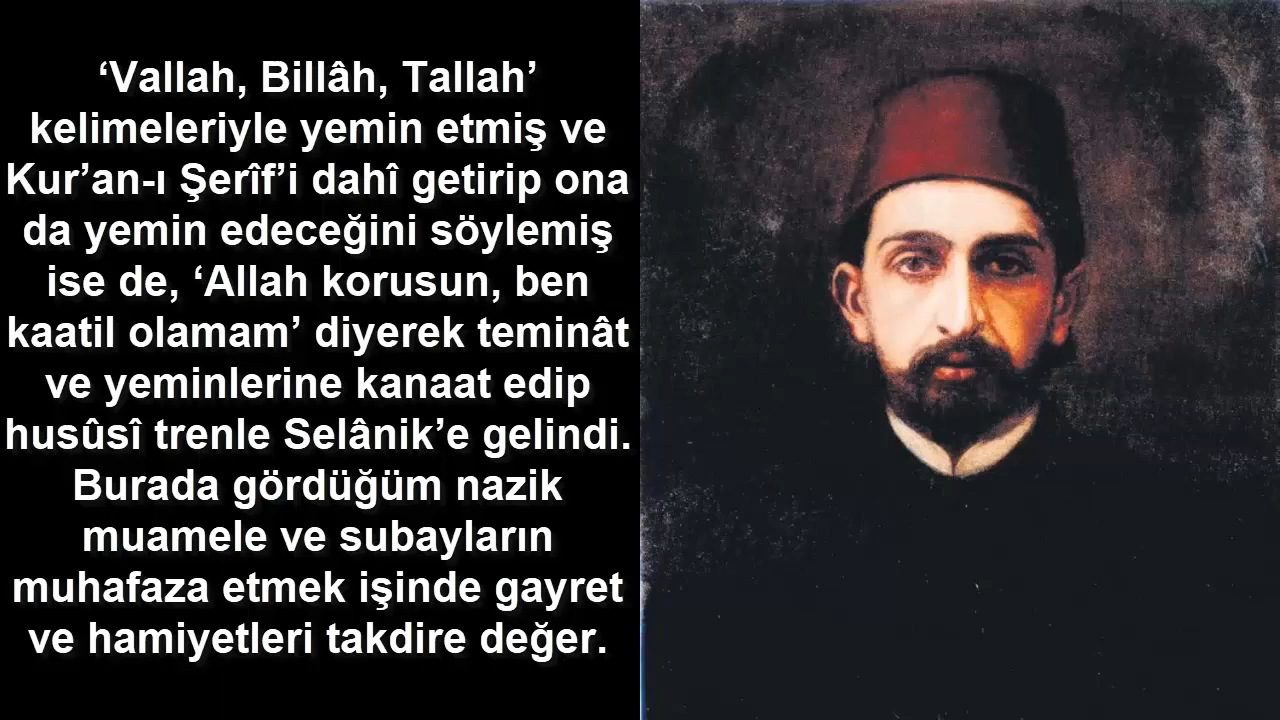 ‘Vallah, Billâh, Tallah’
kelimeleriyle yemin etmiş ve
Kur’an-ı Şerîf’i dahî getirip ona
da yemin edeceğini söylemiş
ise de, ‘Allah korusun, ben
kaatil olamam’ diyerek teminât
ve yeminlerine kanaat edip
husûsî trenle Selânik’e gelindi.
Burada gördüğüm nazik
muamele ve subayların
muhafaza etmek işinde gayret
ve hamiyetleri takdire değer.